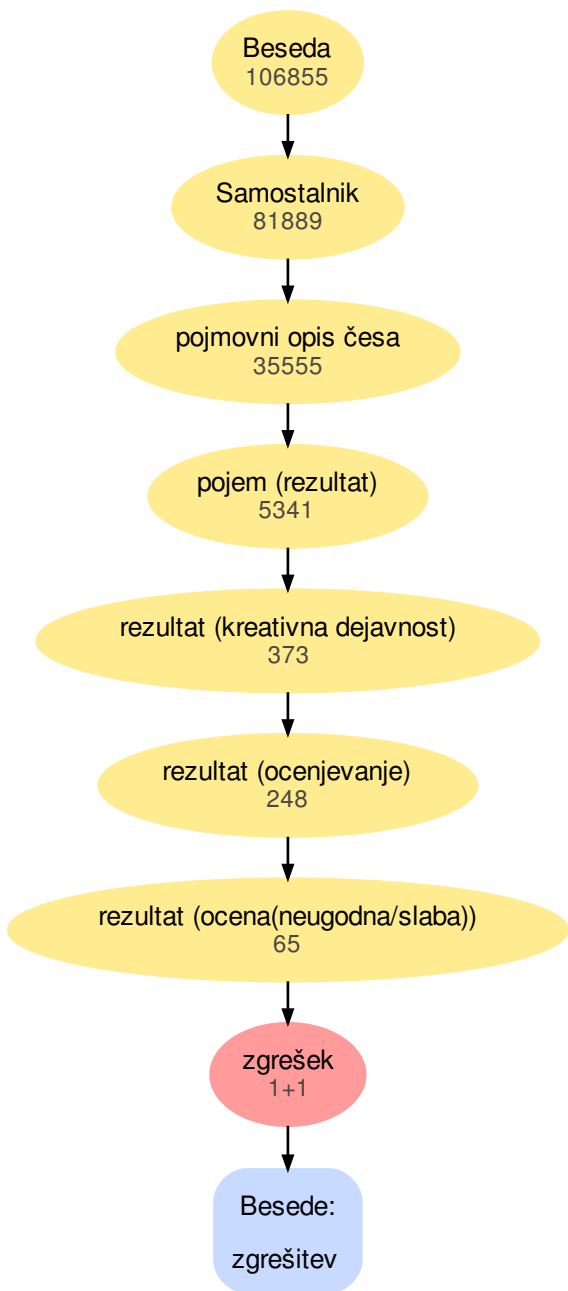 Beseda
106855
Samostalnik
81889
pojmovni opis česa
35555
pojem (rezultat)
5341
rezultat (kreativna dejavnost)
373
rezultat (ocenjevanje)
248
rezultat (ocena(neugodna/slaba))
65
zgrešek
1+1
Besede:
zgrešitev